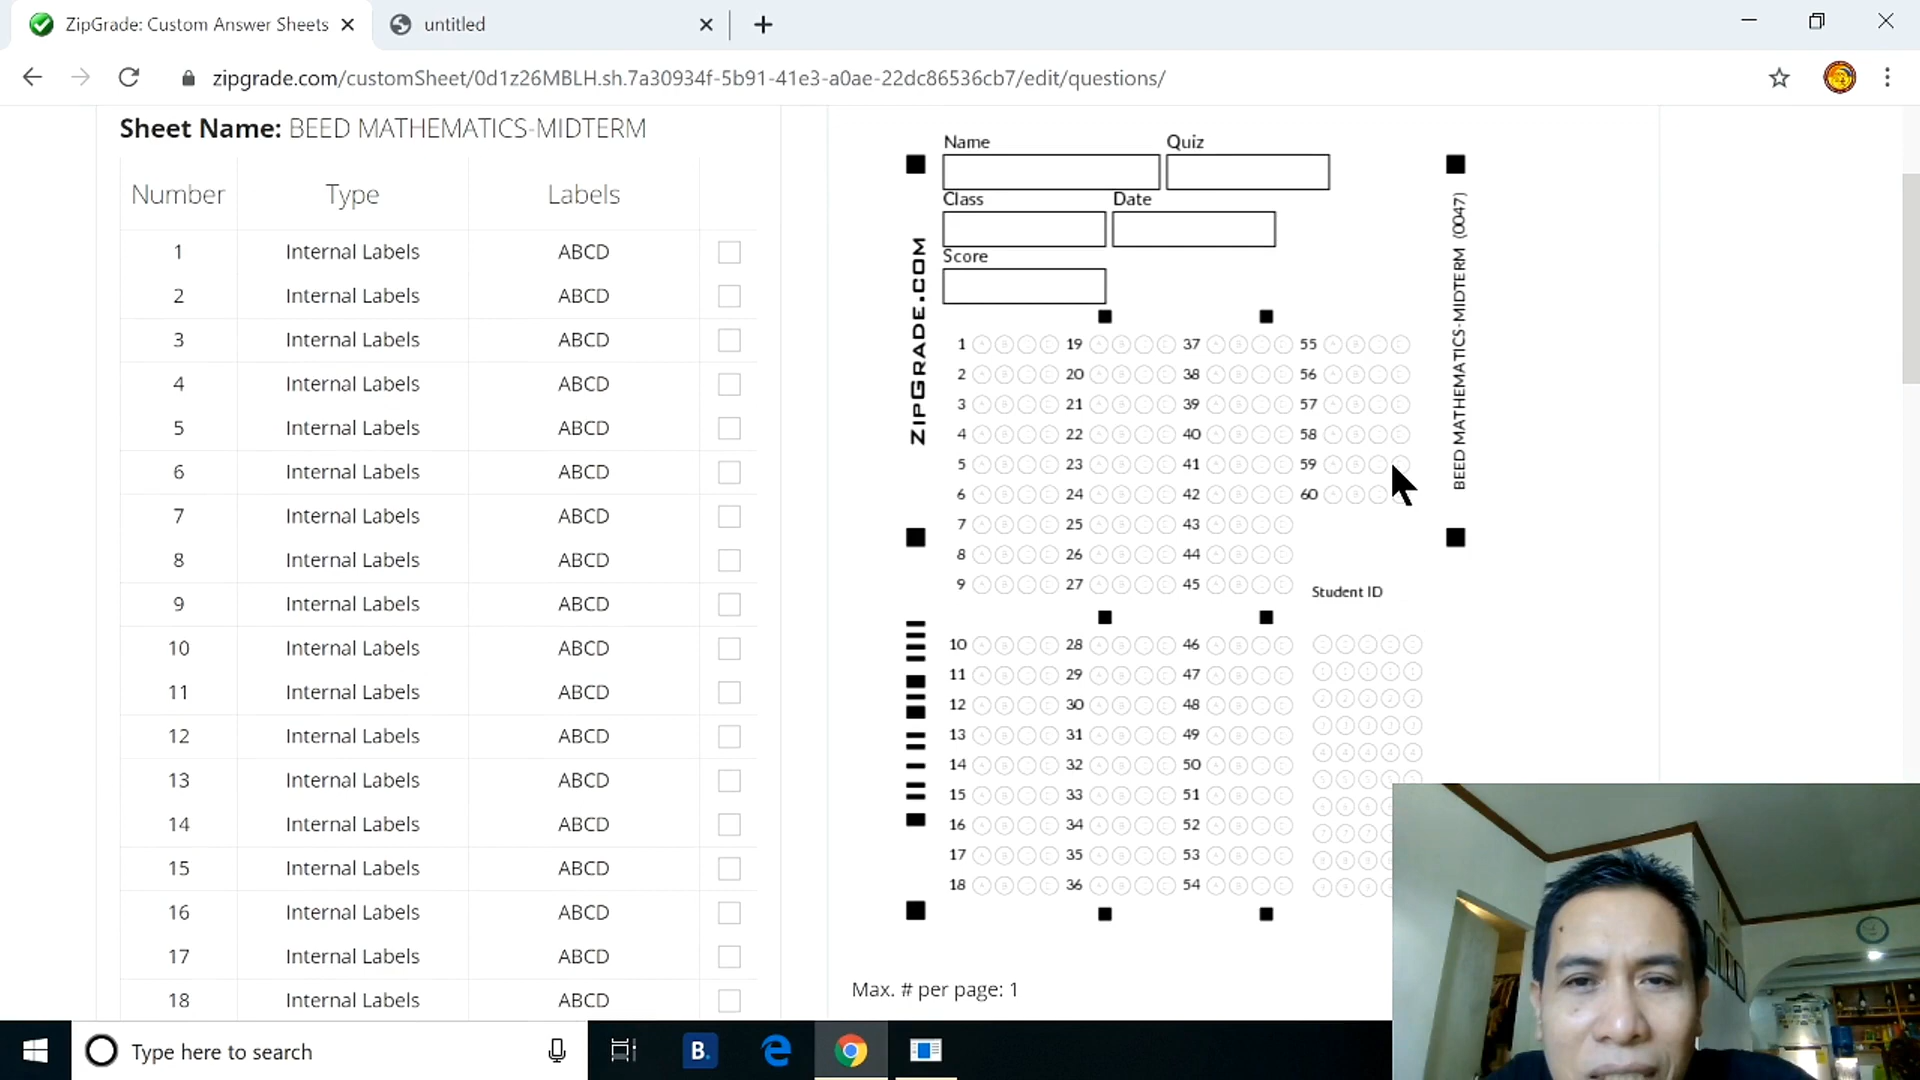 ZipGrade: Custom Answer Sheets
untitled
zipgrade.com/customSheet/0d1z26MBLH.sh.7a30934f-5b91-41e3-a0ae-22dc86536cb7/edit/questions/
Sheet Name: BEED MATHEMATICS-MIDTERM
Number Type Labels
1 Internal Labels ABCD
2 Internal Labels ABCD
3 Internal Labels ABCD
4 Internal Labels ABCD
5 Internal Labels ABCD
6 Internal Labels ABCD
7 Internal Labels ABCD
8 Internal Labels ABCD
9 Internal Labels ABCD
10 Internal Labels ABCD
11 Internal Labels ABCD
12 Internal Labels ABCD
13 Internal Labels ABCD
14 Internal Labels ABCD
15 Internal Labels ABCD
16 Internal Labels ABCD
17 Internal Labels ABCD
18 Internal Labels ABCD
Name Quiz
Class Date
Score
ZIPGRADE.COM
BEED MATHEMATICS-MIDTERM (0047)
1 19 37 55
2 20 38 56
3 21 39 57
4 22 40 58
5 23 41 59
6 24 42 60
7 25 43
8 26 44
9 27 45
Student ID
10 28 46
11 29 47
12 30 48
13 31 49
14 32 50
15 33 51
16 34 52
17 35 53
18 36 54
Max. # per page: 1
Type here to search
B.